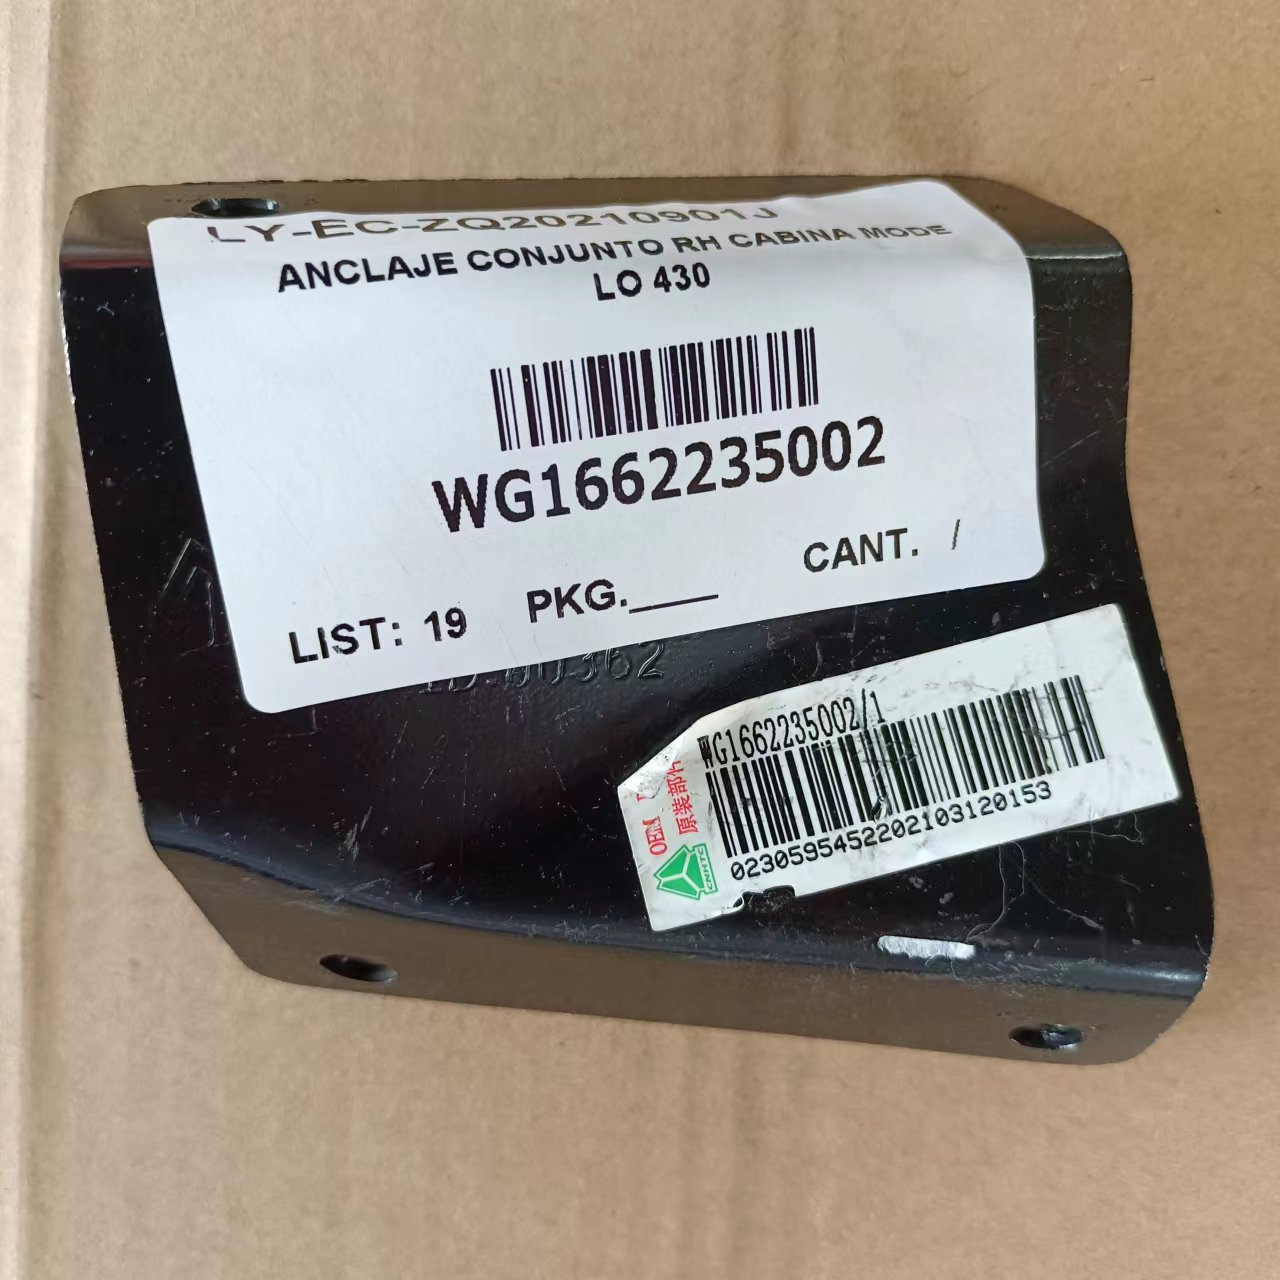 LY-EC-ZQ20210901J
ANCLAJE CONJUNTO RH CABINA MODE
LO 430
WG1662235002
LIST: 19 PKG.____ CANT. /
00362
WG1662235002/1
OEM
原装部件
CNHTC
0230595452202103120153